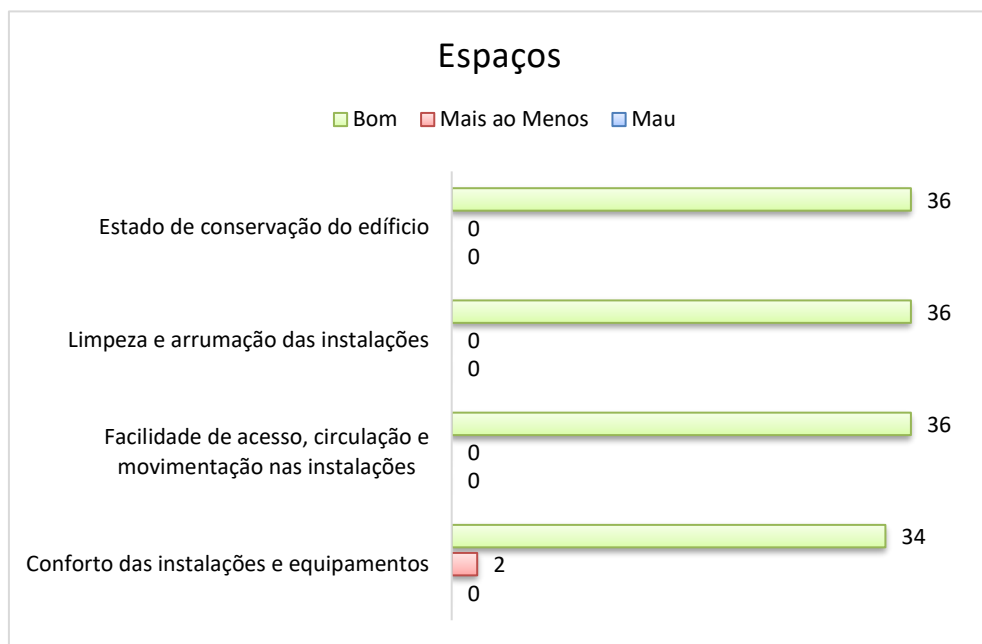 Espaços
Bom Mais ao Menos Mau
Estado de conservação do edíficio
36
0
0
Limpeza e arrumação das instalações
36
0
0
Facilidade de acesso, circulação e
movimentação nas instalações
36
0
0
Conforto das instalações e equipamentos
34
2
0